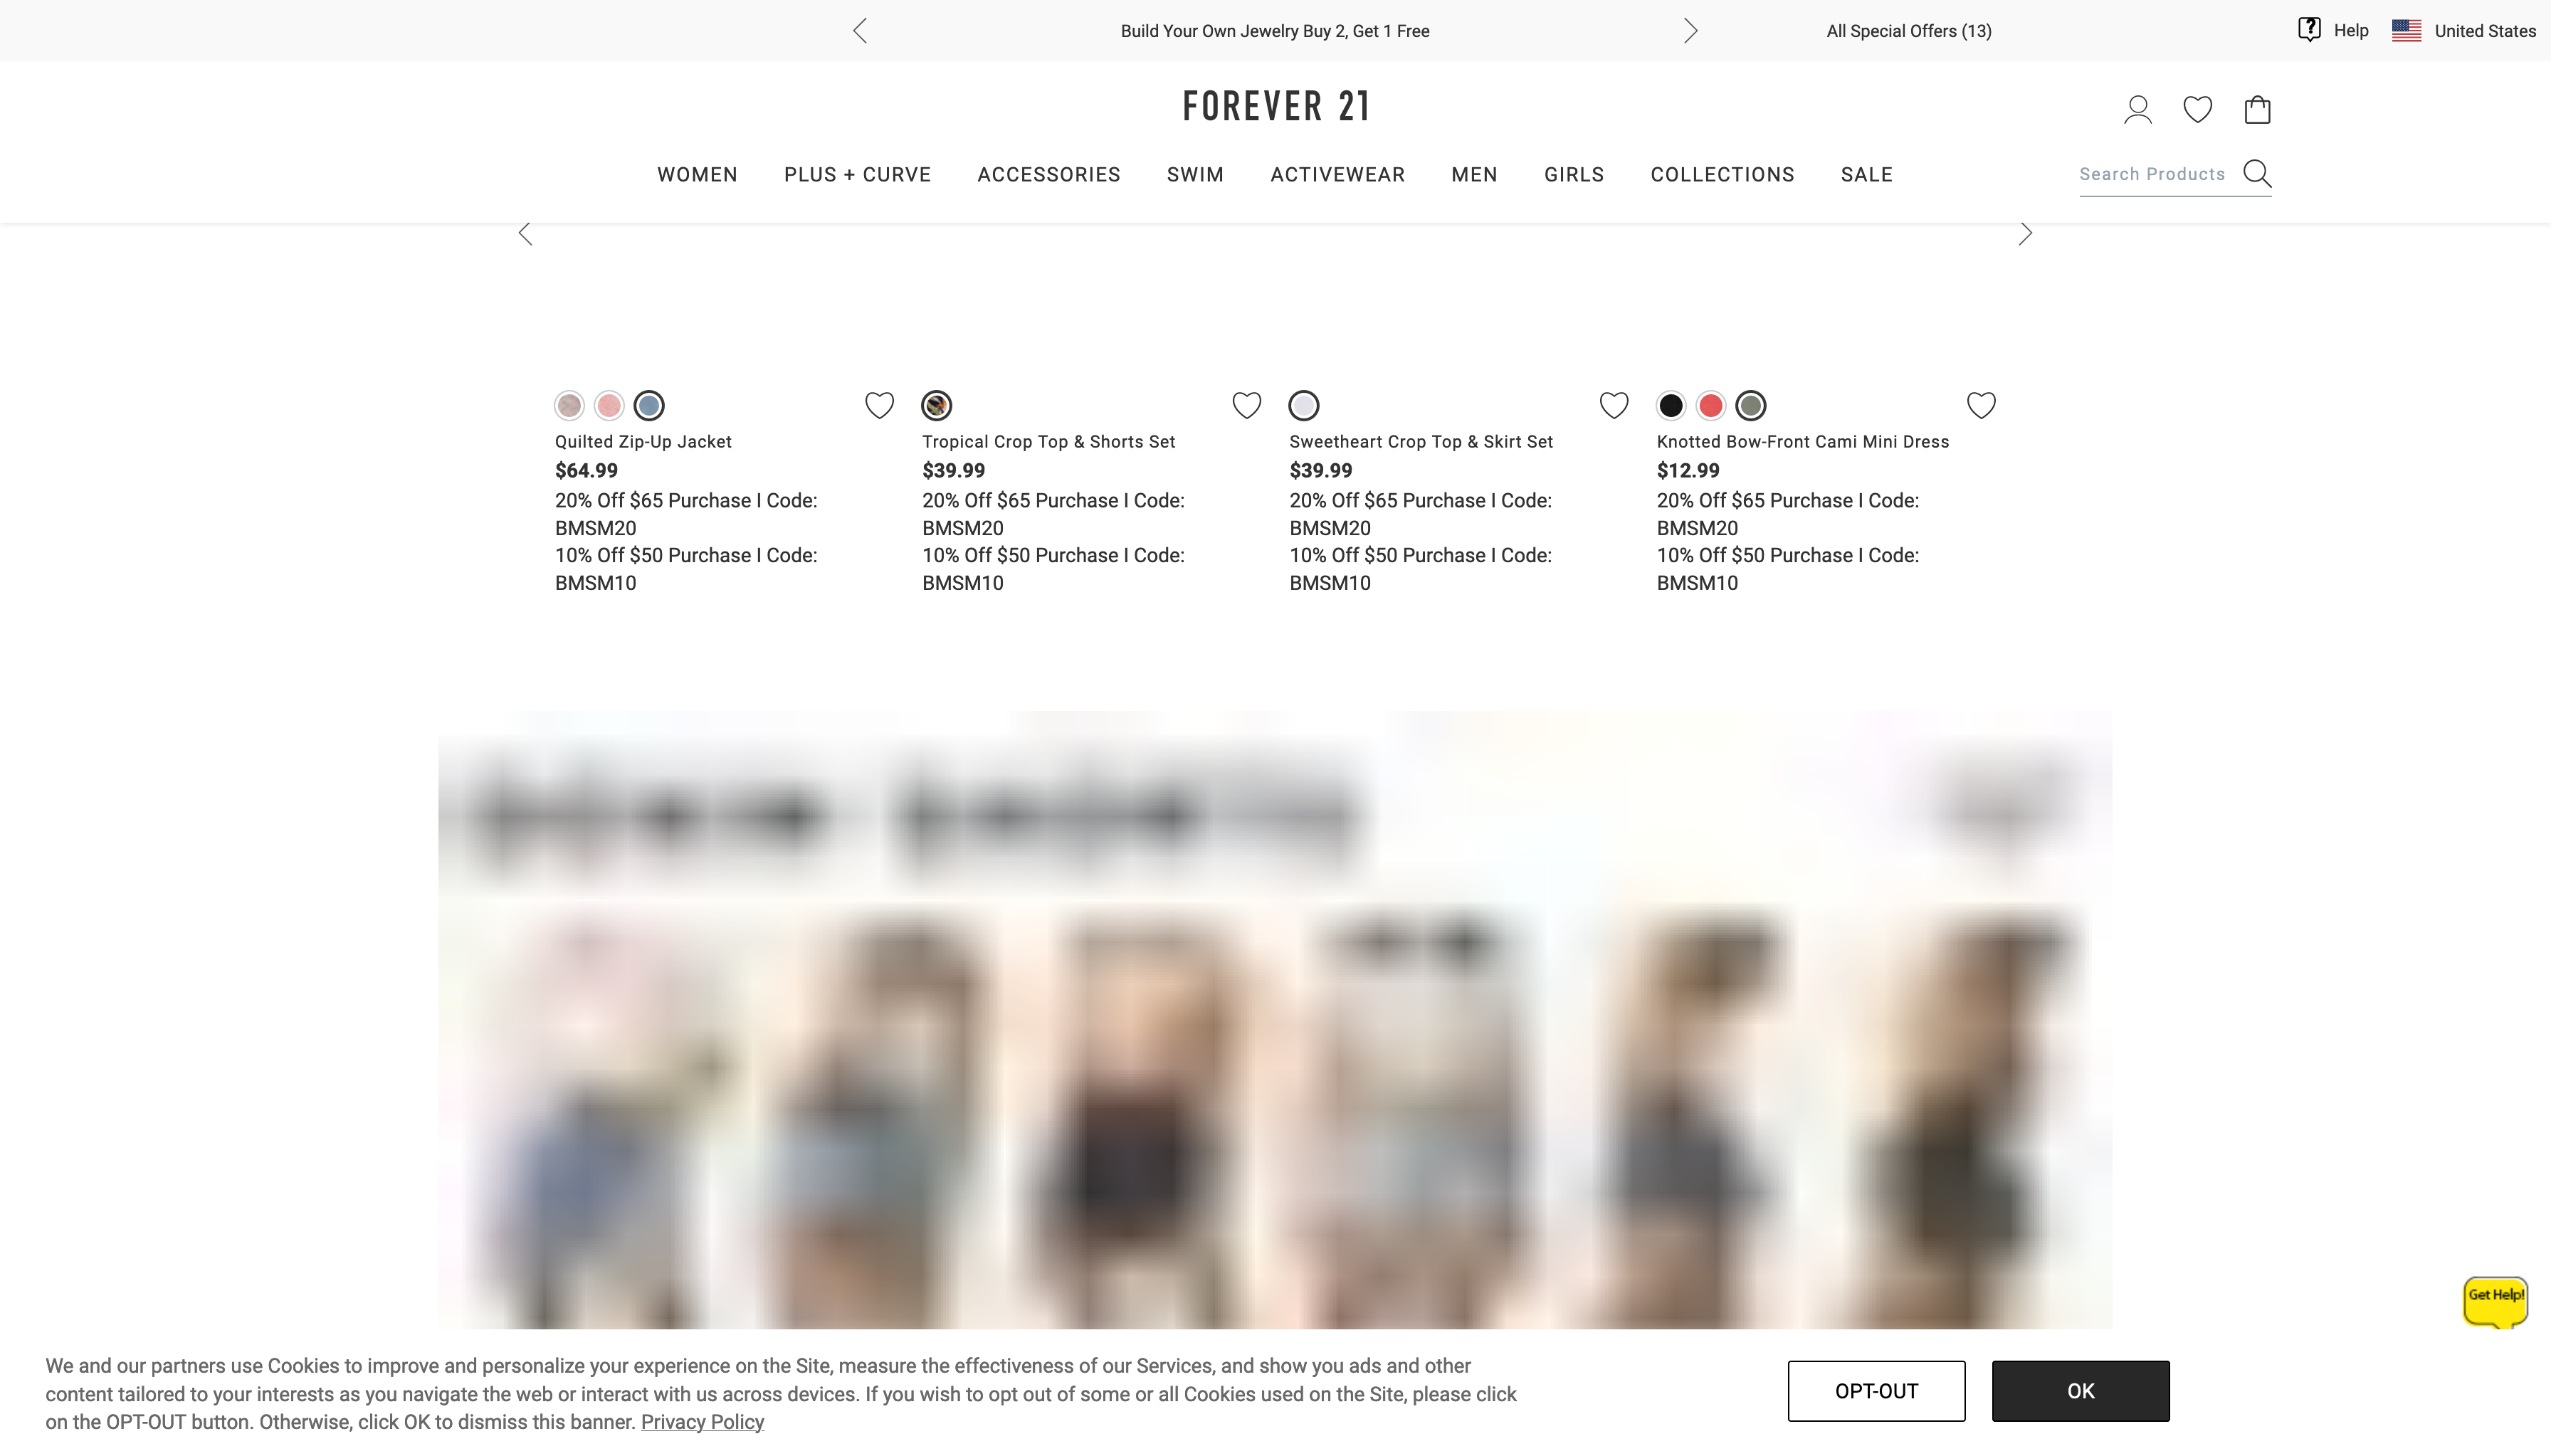 Build Your Own Jewelry Buy 2, Get 1 Free
All Special Offers (13)
Help
United States
FOREVER 21
WOMEN
PLUS + CURVE
ACCESSORIES
SWIM
ACTIVEWEAR
MEN
GIRLS
COLLECTIONS
SALE
Search Products
Quilted Zip-Up Jacket
$64.99
20% Off $65 Purchase I Code:
BMSM20
10% Off $50 Purchase I Code:
BMSM10
Tropical Crop Top & Shorts Set
$39.99
20% Off $65 Purchase I Code:
BMSM20
10% Off $50 Purchase I Code:
BMSM10
Sweetheart Crop Top & Skirt Set
$39.99
20% Off $65 Purchase I Code:
BMSM20
10% Off $50 Purchase I Code:
BMSM10
Knotted Bow-Front Cami Mini Dress
$12.99
20% Off $65 Purchase I Code:
BMSM20
10% Off $50 Purchase I Code:
BMSM10
Get Help!
We and our partners use Cookies to improve and personalize your experience on the Site, measure the effectiveness of our Services, and show you ads and other
content tailored to your interests as you navigate the web or interact with us across devices. If you wish to opt out of some or all Cookies used on the Site, please click
on the OPT-OUT button. Otherwise, click OK to dismiss this banner. Privacy Policy
OPT-OUT
OK